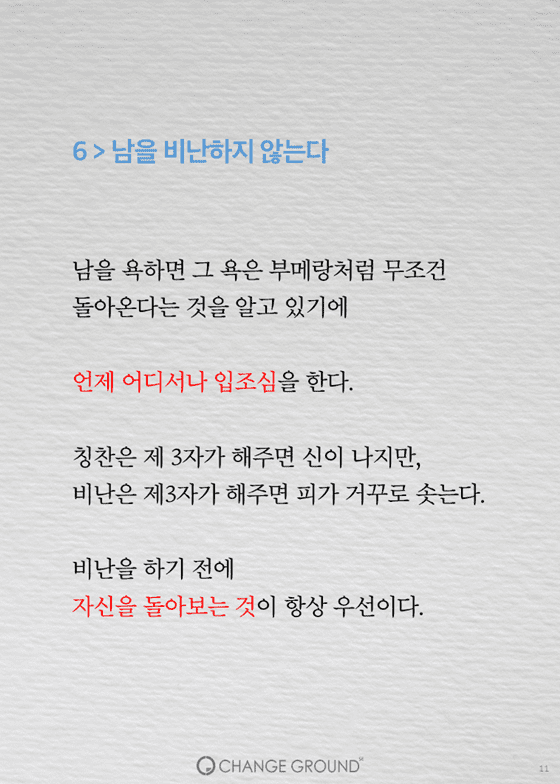 6 > 남을 비난하지 않는다
남을 욕하면 그 욕은 부메랑처럼 무조건
돌아온다는 것을 알고 있기에
언제 어디서나 입조심을 한다.
칭찬은 제 3자가 해주면 신이 나지만,
비난은 제3자가 해주면 피가 거꾸로 솟는다.
비난을 하기 전에
자신을 돌아보는 것이 항상 우선이다.
CHANGE GROUND
11